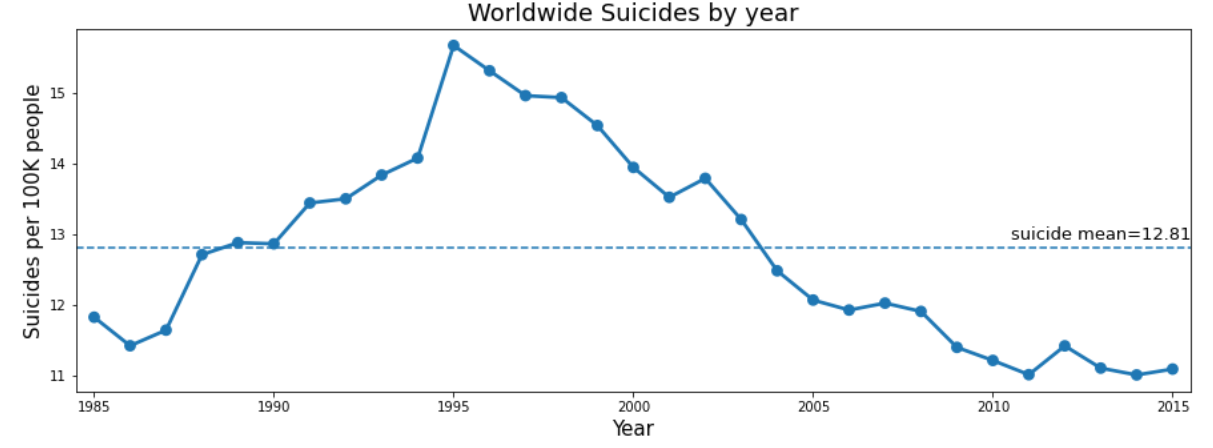 Worldwide Suicides by year
Suicides per 100K people
15
14
13
12
11
suicide mean=12.81
1985 1990 1995 2000 2005 2010 2015
Year